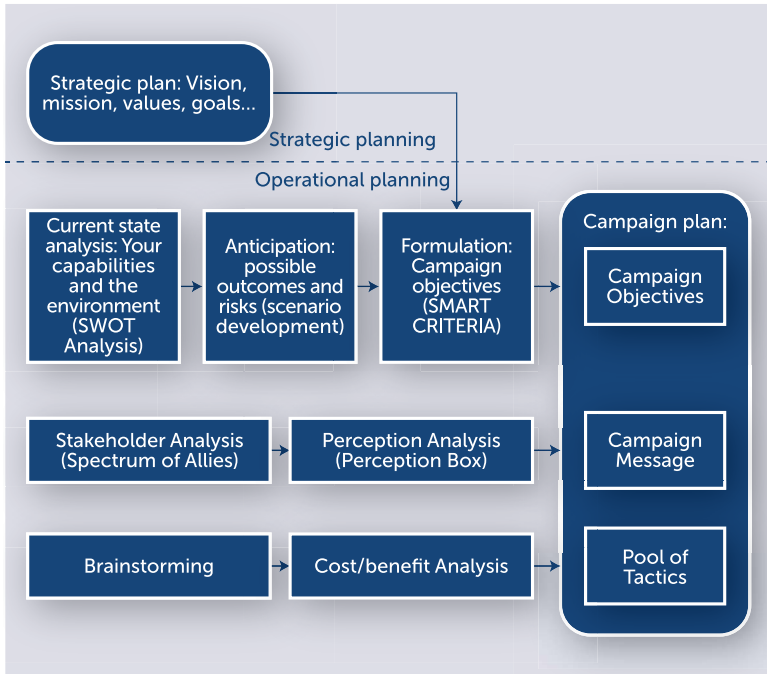 Strategic plan: Vision,
mission, values, goals...
Strategic planning
Operational planning
Current state
analysis: Your
capabilities
and the
environment
(SWOT
Analysis)
Anticipation:
possible
outcomes and
risks (scenario
development)
Formulation:
Campaign
objectives
(SMART
CRITERIA)
Campaign plan:
Campaign
Objectives
Stakeholder Analysis
(Spectrum of Allies)
Perception Analysis
(Perception Box)
Campaign
Message
Brainstorming
Cost/benefit Analysis
Pool of
Tactics